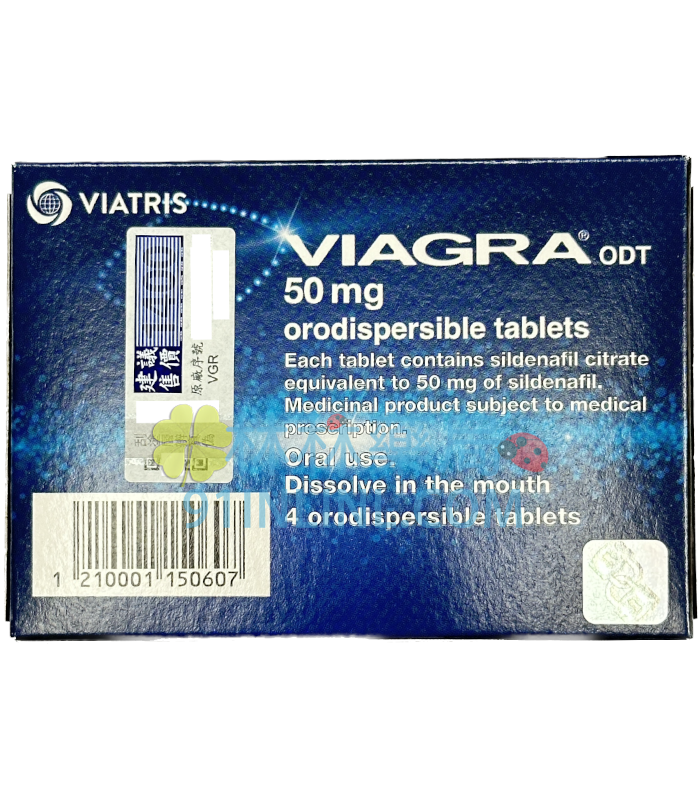 VIATRIS
VIAGRA® ODT
50 mg
orodispersible tablets
Each tablet contains sildenafil citrate
equivalent to 50 mg of sildenafil.
Medicinal product subject to medical
prescription.
Oral use.
Dissolve in the mouth
4 orodispersible tablets
建議
售價
原廠序號
VGR
1 210001 150607